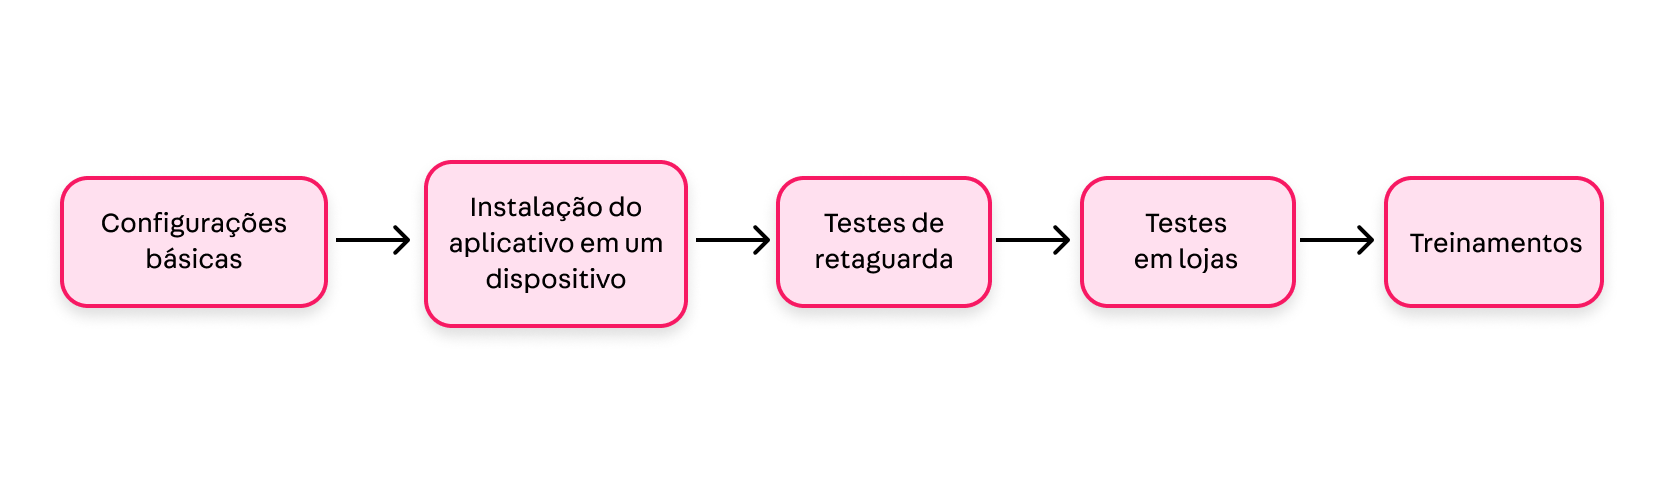 Configurações
básicas
Instalação do
aplicativo em um
dispositivo
Testes de
retaguarda
Testes
em lojas
Treinamentos